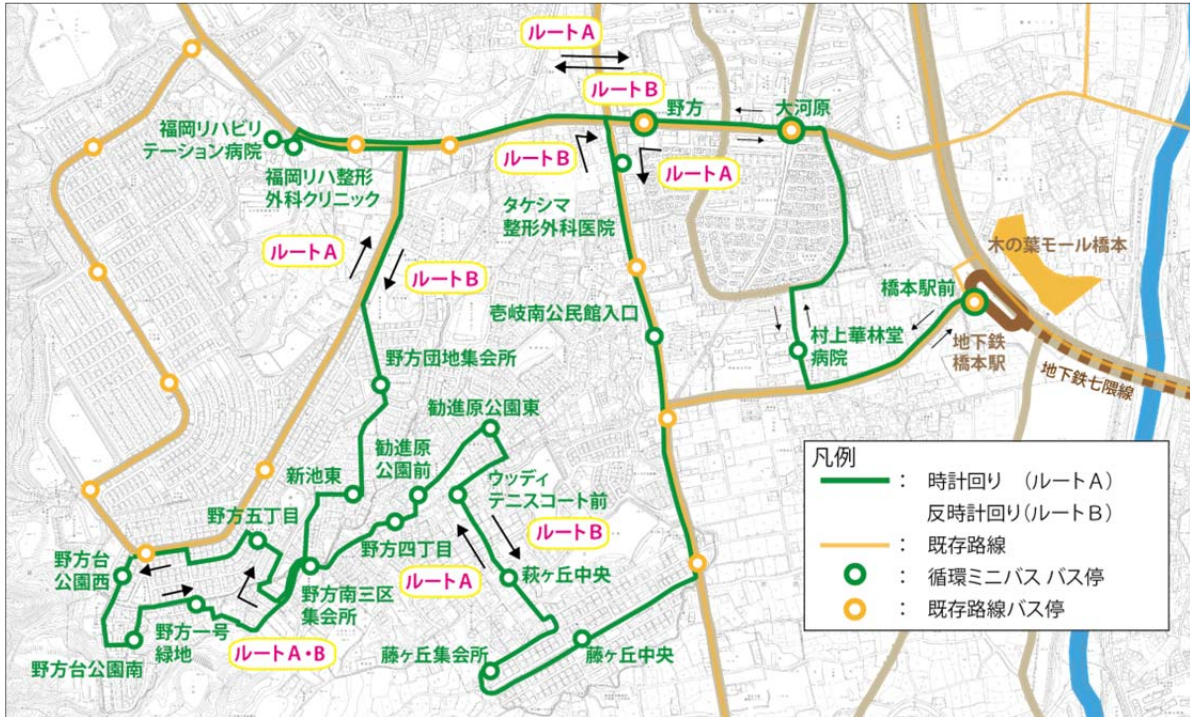 ルートA
ルートB
野方
大河原
福岡リハビリ
テーション病院
福岡リハ整形
外科クリニック
ルートB
ルートA
タケシマ
整形外科医院
木の葉モール橋本
ルートA
ルートB
橋本駅前
壱岐南公民館入口
村上華林堂
病院
地下鉄
橋本駅
地下鉄七隈線
野方団地集会所
勧進原公園東
勧進原
公園前
新池東
ウッディ
テニスコート前
野方五丁目
ルートB
野方四丁目
野方台
公園西
ルートA
萩ヶ丘中央
野方南三区
集会所
野方一号
緑地
ルートA・B
野方台公園南
藤ヶ丘集会所
藤ヶ丘中央
凡例
: 時計回り (ルートA)
反時計回り(ルートB)
: 既存路線
: 循環ミニバス バス停
: 既存路線バス停